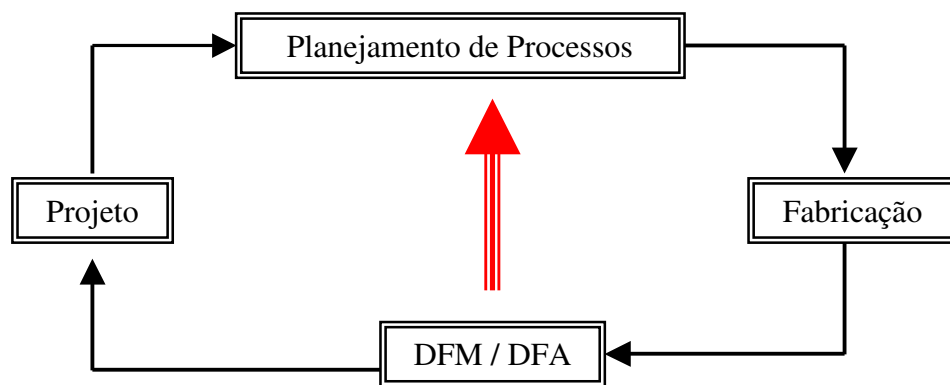 Planejamento de Processos
Projeto
Fabricação
DFM / DFA